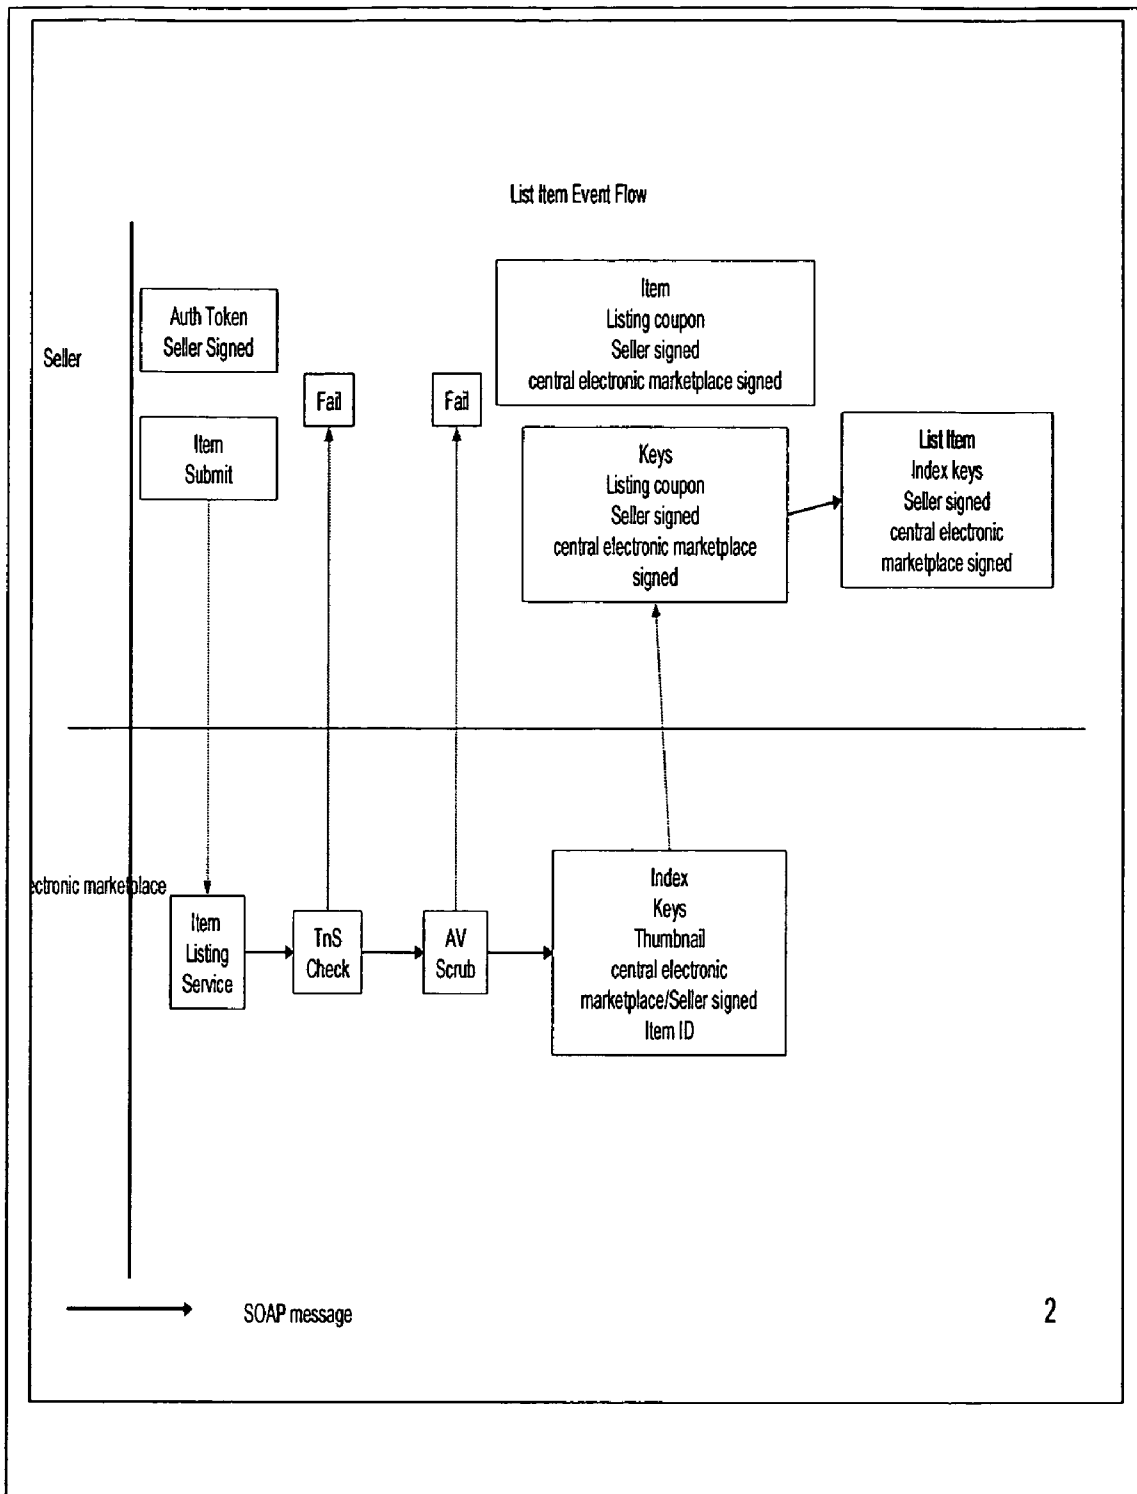 List Item Event Flow
Auth Token
Seller Signed
Seller
Item
Submit
Fail
Fail
Item
Listing coupon
Seller signed
central electronic marketplace signed
Keys
Listing coupon
Seller signed
central electronic marketplace
signed
List Item
Index keys
Seller signed
central electronic
marketplace signed
ectronic marketplace
Item
Listing
Service
TnS
Check
AV
Scrub
Index
Keys
Thumbnail
central electronic
marketplace/Seller signed
Item ID
SOAP message
2